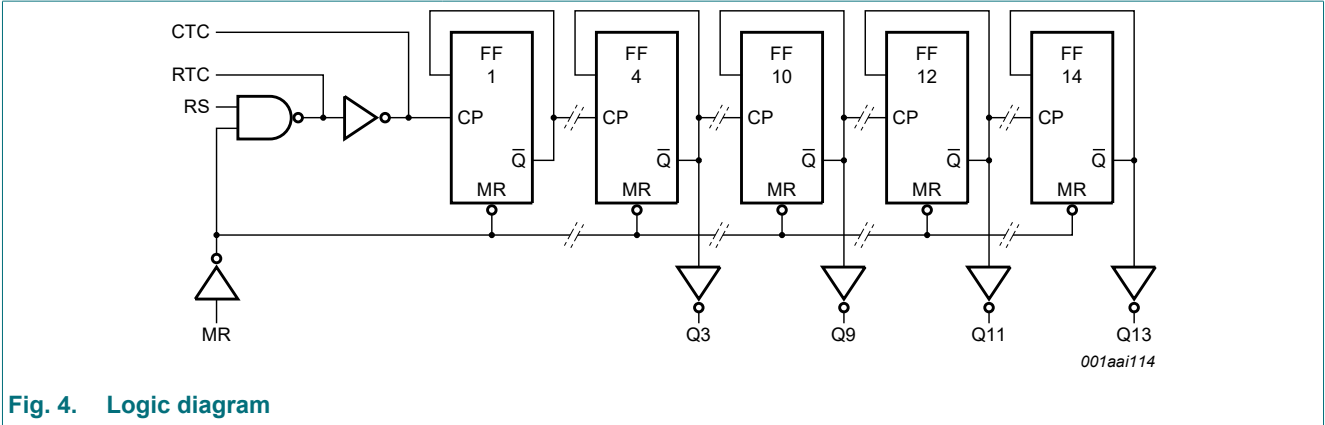 CTC
RTC
RS
MR
FF 1
CP
Q̅
MR
FF 4
CP
Q̅
MR
FF 10
Q̅
MR
FF 12
CP
Q̅
MR
FF 14
CP
Q̅
MR
Q3
Q9
Q11
Q13
001aai114
Fig. 4. Logic diagram